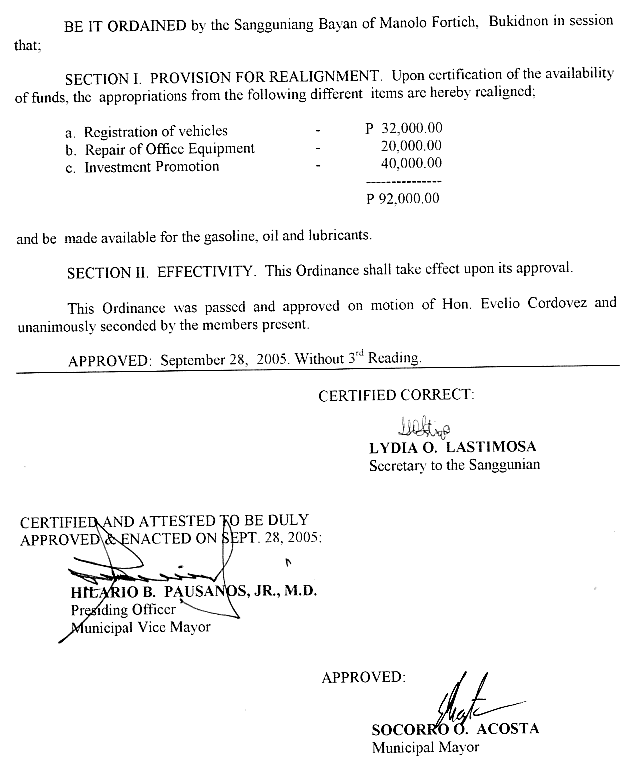 BE IT ORDAINED by the Sangguniang Bayan of Manolo Fortich, Bukidnon in session
that;
SECTION I. PROVISION FOR REALIGNMENT. Upon certification of the availability
of funds, the appropriations from the following different items are hereby realigned;
a. Registration of vehicles - P 32,000.00
b. Repair of Office Equipment - 20,000.00
c. Investment Promotion - 40,000.00
---------------
P 92,000.00
and be made available for the gasoline, oil and lubricants.
SECTION II. EFFECTIVITY. This Ordinance shall take effect upon its approval.
This Ordinance was passed and approved on motion of Hon. Evelio Cordovez and
unanimously seconded by the members present.
APPROVED: September 28, 2005. Without 3rd Reading.
CERTIFIED CORRECT:
LYDIA O. LASTIMOSA
Secretary to the Sanggunian
CERTIFIED AND ATTESTED TO BE DULY
APPROVED & ENACTED ON SEPT. 28, 2005:
HILARIO B. PAUSANOS, JR., M.D.
Presiding Officer
Municipal Vice Mayor
APPROVED:
SOCORRO O. ACOSTA
Municipal Mayor